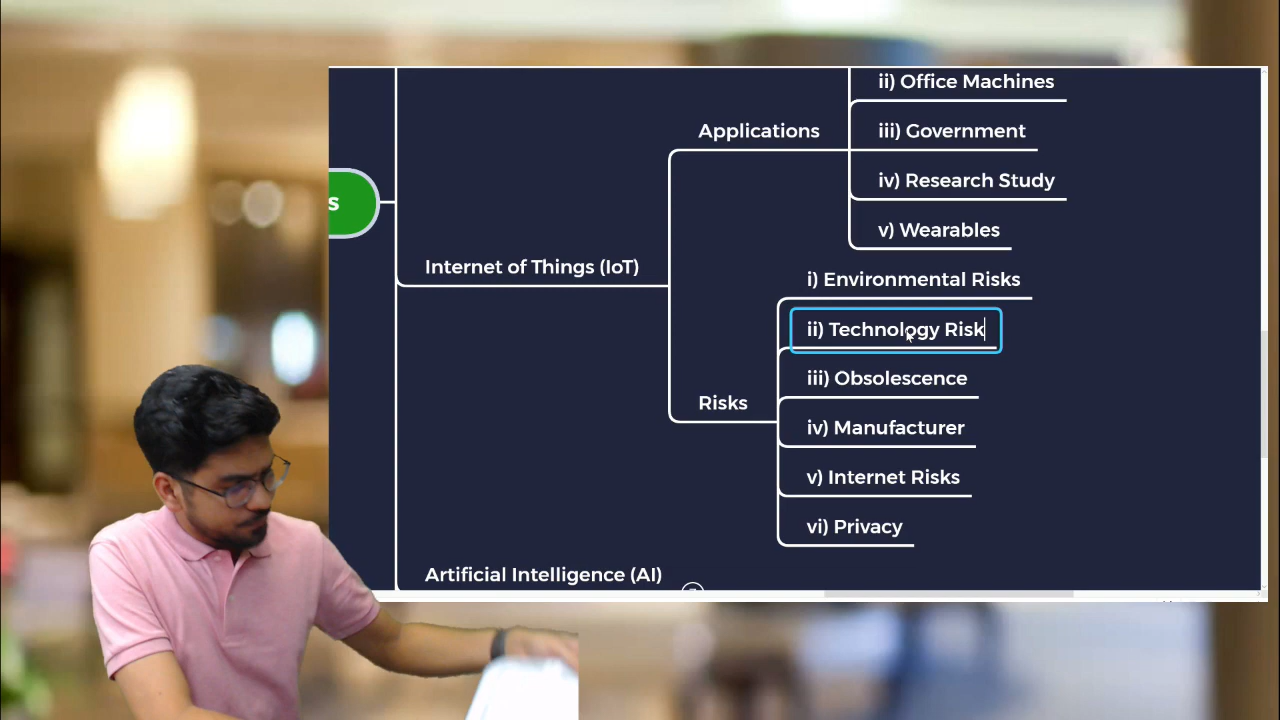 ii) Office Machines
Applications
iii) Government
iv) Research Study
v) Wearables
s
Internet of Things (IoT)
i) Environmental Risks
ii) Technology Risk
iii) Obsolescence
Risks
iv) Manufacturer
v) Internet Risks
vi) Privacy
Artificial Intelligence (AI)